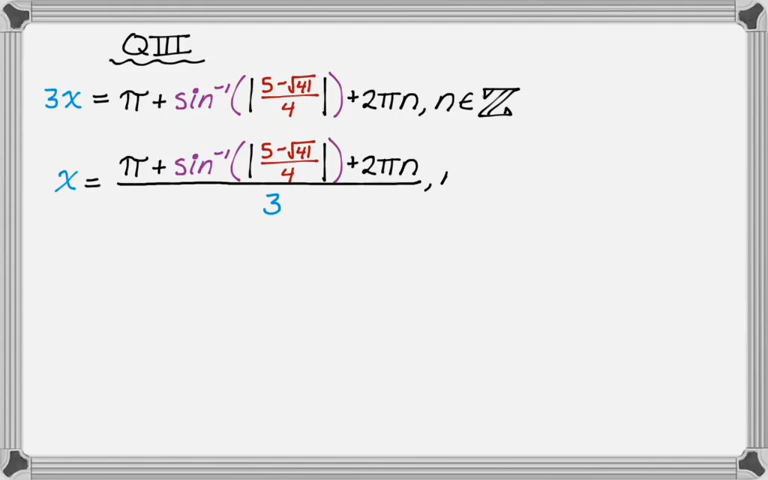 QIII
3x = π + sin⁻¹(|(5-√41)/4|) + 2πn, n ∈ ℤ
x = (π + sin⁻¹(|(5-√41)/4|) + 2πn)/3,